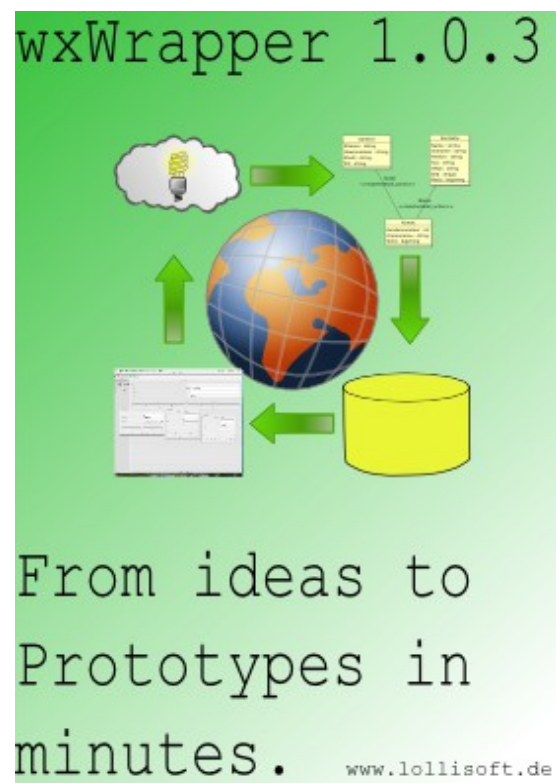 wxWrapper 1.0.3
From ideas to
Prototypes in
minutes.
www.lollisoft.de